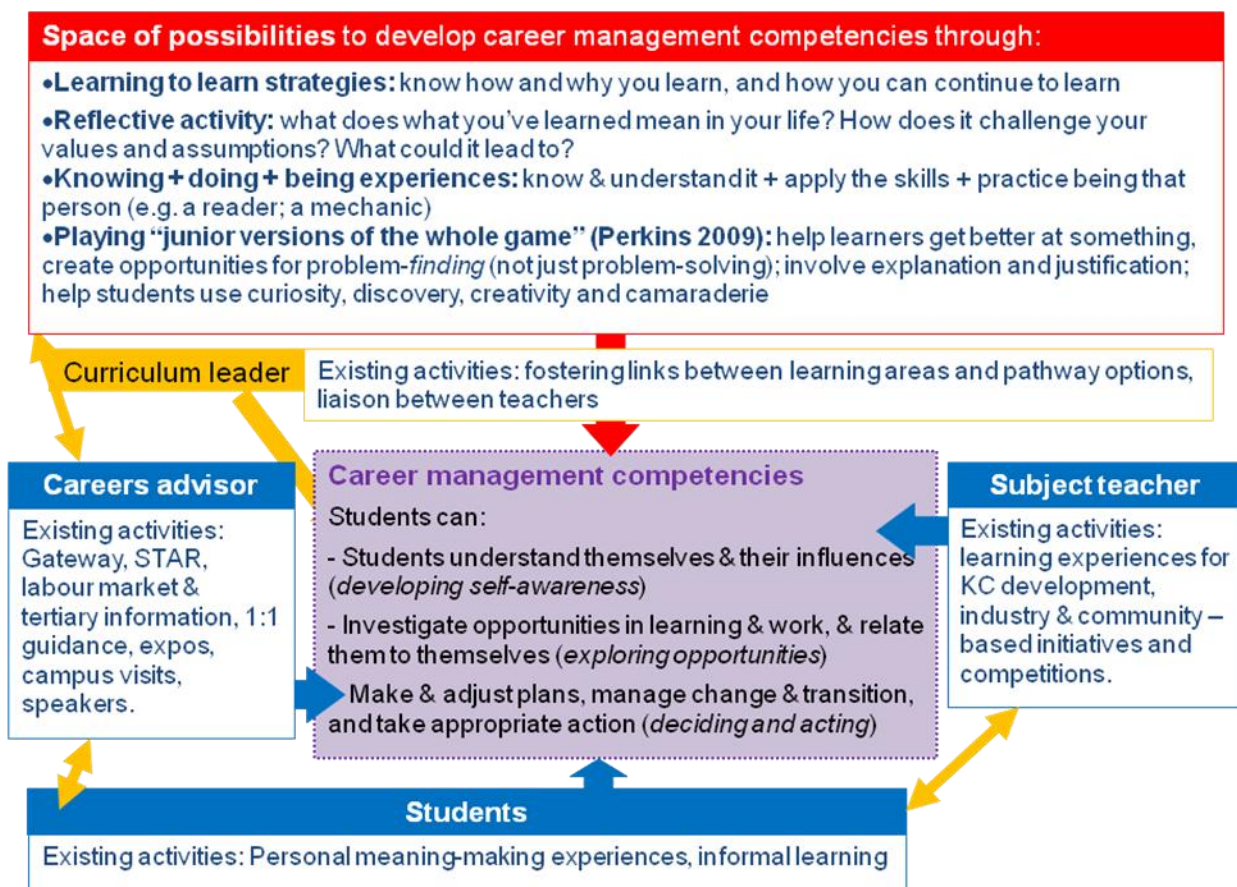 Space of possibilities to develop career management competencies through:
•Learning to learn strategies: know how and why you learn, and how you can continue to learn
•Reflective activity: what does what you've learned mean in your life? How does it challenge your
values and assumptions? What could it lead to?
•Knowing + doing + being experiences: know & understand it + apply the skills + practice being that
person (e.g. a reader; a mechanic)
•Playing "junior versions of the whole game" (Perkins 2009): help learners get better at something,
create opportunities for problem-finding (not just problem-solving); involve explanation and justification;
help students use curiosity, discovery, creativity and camaraderie
Curriculum leader
Existing activities: fostering links between learning areas and pathway options,
liaison between teachers
Careers advisor
Existing activities:
Gateway, STAR,
labour market &
tertiary information, 1:1
guidance, expos,
campus visits,
speakers.
Career management competencies
Students can:
- Students understand themselves & their influences
(developing self-awareness)
- Investigate opportunities in learning & work, & relate
them to themselves (exploring opportunities)
Make & adjust plans, manage change & transition,
and take appropriate action (deciding and acting)
Subject teacher
Existing activities:
learning experiences for
KC development,
industry & community –
based initiatives and
competitions.
Students
Existing activities: Personal meaning-making experiences, informal learning